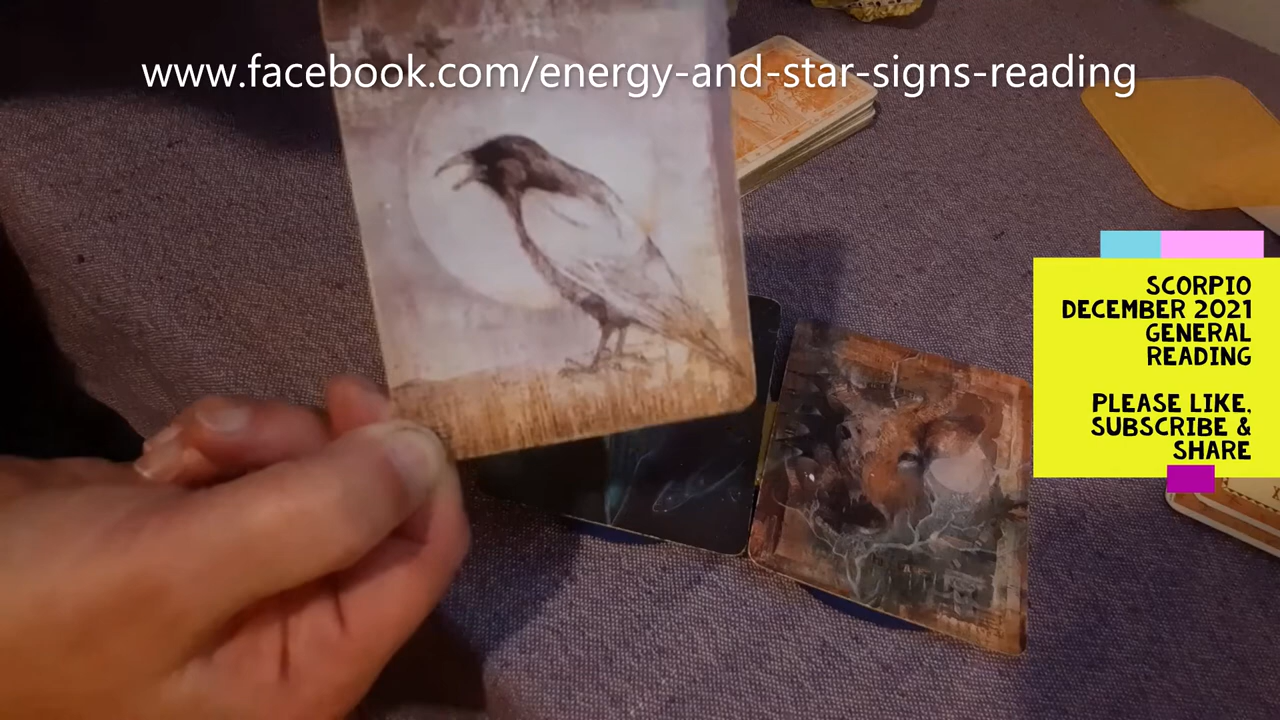 www.facebook.com/energy-and-star-signs-reading
SCORPIO
DECEMBER 2021
GENERAL
READING
PLEASE LIKE,
SUBSCRIBE &
SHARE